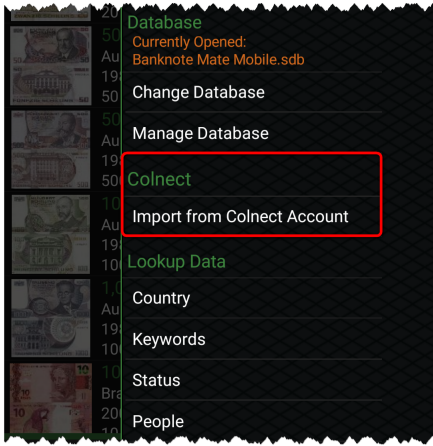 Database
Currently Opened:
Banknote Mate Mobile.sdb
Change Database
Manage Database
Colnect
Import from Colnect Account
Lookup Data
Country
Keywords
Status
People